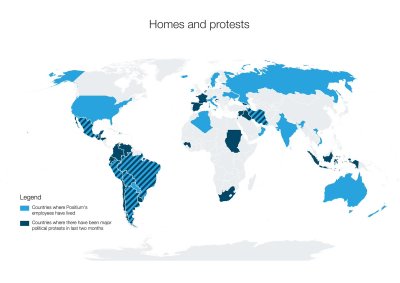 Homes and protests
Legend
Countries where Positium's
employees have lived
Countries where there have been major
political protests in last two months